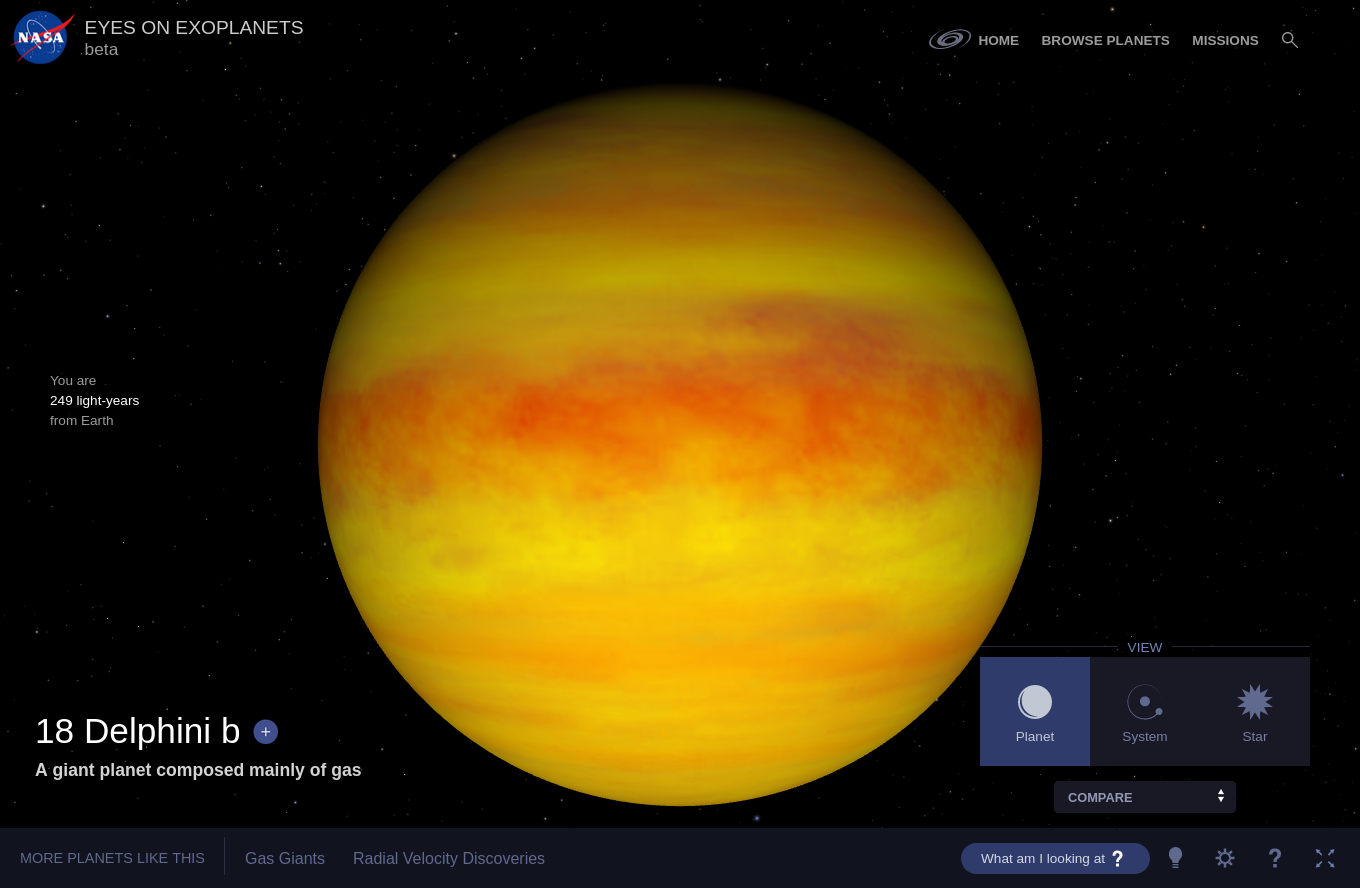 NASA
EYES ON EXOPLANETS
beta
HOME
BROWSE PLANETS
MISSIONS
You are
249 light-years
from Earth
18 Delphini b +
A giant planet composed mainly of gas
VIEW
Planet
System
Star
COMPARE
MORE PLANETS LIKE THIS
Gas Giants
Radial Velocity Discoveries
What am I looking at ?
?